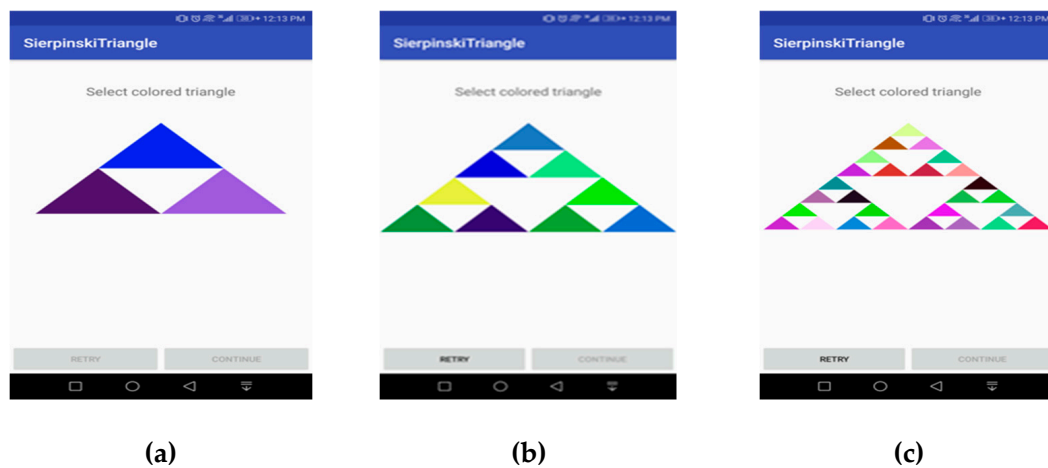 12:13 PM
SierpinskiTriangle
Select colored triangle
RETRY CONTINUE
(a)
12:13 PM
SierpinskiTriangle
Select colored triangle
RETRY CONTINUE
(b)
12:13 PM
SierpinskiTriangle
Select colored triangle
RETRY CONTINUE
(c)